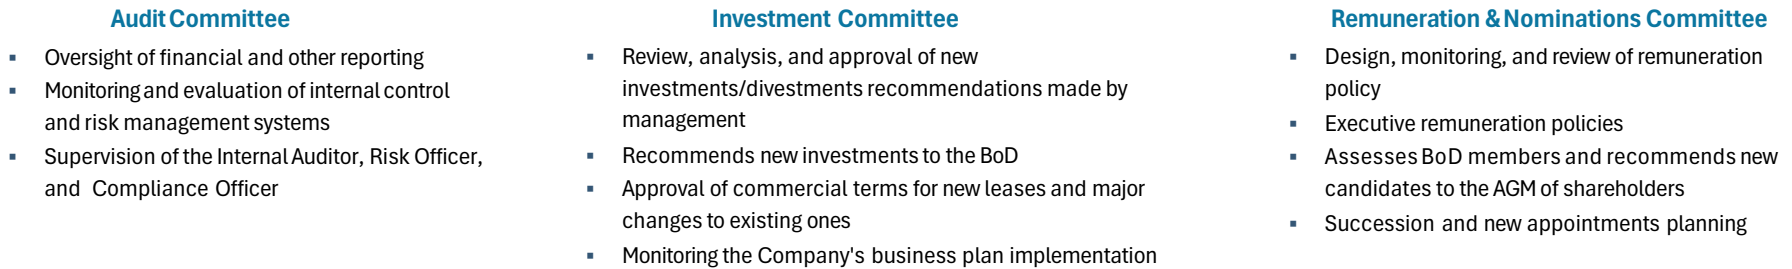 Audit Committee
▪ Oversight of financial and other reporting
▪ Monitoring and evaluation of internal control
and risk management systems
▪ Supervision of the Internal Auditor, Risk Officer,
and Compliance Officer
Investment Committee
▪ Review, analysis, and approval of new
investments/divestments recommendations made by
management
▪ Recommends new investments to the BoD
▪ Approval of commercial terms for new leases and major
changes to existing ones
▪ Monitoring the Company's business plan implementation
Remuneration & Nominations Committee
▪ Design, monitoring, and review of remuneration
policy
▪ Executive remuneration policies
▪ Assesses BoD members and recommends new
candidates to the AGM of shareholders
▪ Succession and new appointments planning